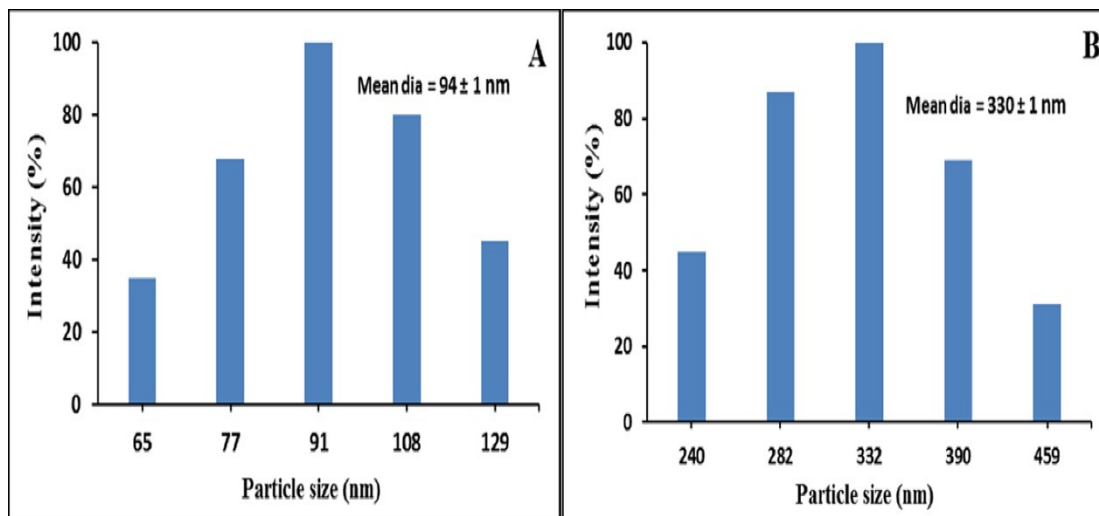 A
Mean dia = 94 ± 1 nm
Intensity (%)
100
80
60
40
20
0
65 77 91 108 129
Particle size (nm)
B
Mean dia = 330 ± 1 nm
Intensity (%)
100
80
60
40
20
0
240 282 332 390 459
Particle size (nm)